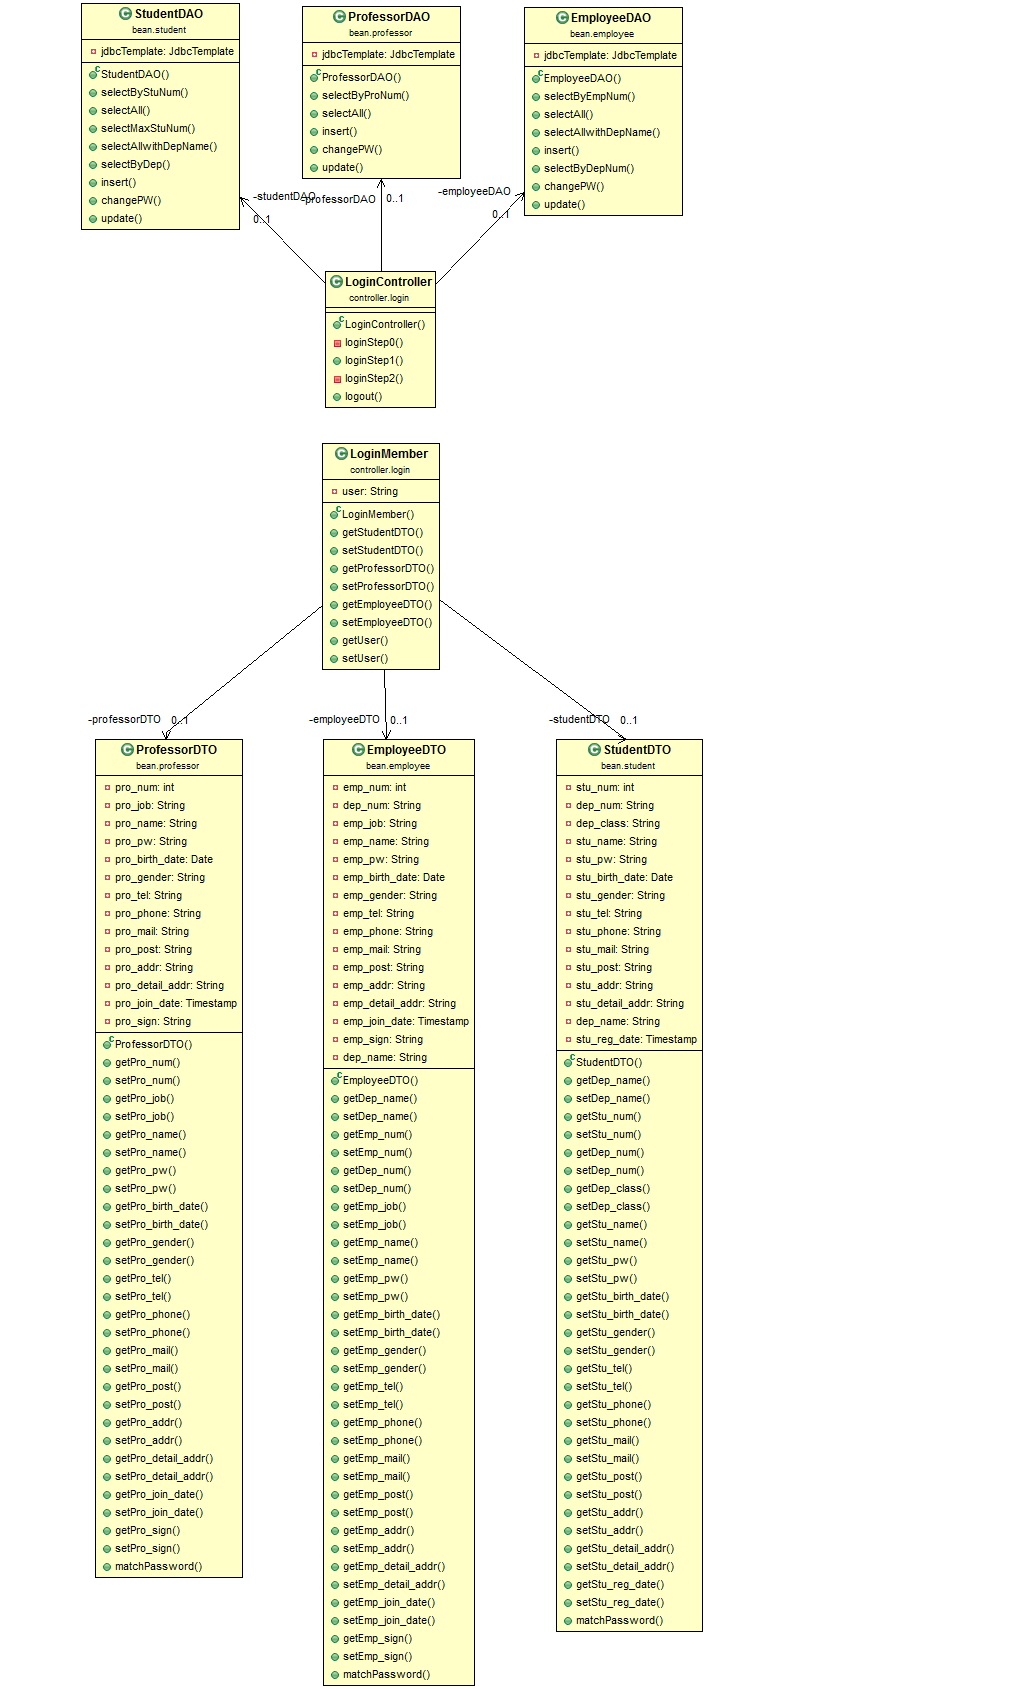 StudentDAO
bean.student
jdbcTemplate: JdbcTemplate
StudentDAO()
selectByStuNum()
selectAll()
selectMaxStuNum()
selectAllwithDepName()
selectByDep()
insert()
changePW()
update()
ProfessorDAO
bean.professor
jdbcTemplate: JdbcTemplate
ProfessorDAO()
selectByProNum()
selectAll()
insert()
changePW()
update()
EmployeeDAO
bean.employee
jdbcTemplate: JdbcTemplate
EmployeeDAO()
selectByEmpNum()
selectAll()
selectAllwithDepName()
insert()
selectByDepNum()
changePW()
update()
-studentDAO
0..1
-professorDAO
0..1
-employeeDAO
0..1
LoginController
controller.login
LoginController()
loginStep0()
loginStep1()
loginStep2()
logout()
LoginMember
controller.login
user: String
LoginMember()
getStudentDTO()
setStudentDTO()
getProfessorDTO()
setProfessorDTO()
getEmployeeDTO()
setEmployeeDTO()
getUser()
setUser()
-professorDTO
0..1
-employeeDTO
0..1
-studentDTO
0..1
ProfessorDTO
bean.professor
pro_num: int
pro_job: String
pro_name: String
pro_pw: String
pro_birth_date: Date
pro_gender: String
pro_tel: String
pro_phone: String
pro_mail: String
pro_post: String
pro_addr: String
pro_detail_addr: String
pro_join_date: Timestamp
pro_sign: String
ProfessorDTO()
getPro_num()
setPro_num()
getPro_job()
setPro_job()
getPro_name()
setPro_name()
getPro_pw()
setPro_pw()
getPro_birth_date()
setPro_birth_date()
getPro_gender()
setPro_gender()
getPro_tel()
setPro_tel()
getPro_phone()
setPro_phone()
getPro_mail()
setPro_mail()
getPro_post()
setPro_post()
getPro_addr()
setPro_addr()
getPro_detail_addr()
setPro_detail_addr()
getPro_join_date()
setPro_join_date()
getPro_sign()
setPro_sign()
matchPassword()
EmployeeDTO
bean.employee
emp_num: int
dep_num: String
emp_job: String
emp_name: String
emp_pw: String
emp_birth_date: Date
emp_gender: String
emp_tel: String
emp_phone: String
emp_mail: String
emp_post: String
emp_addr: String
emp_detail_addr: String
emp_join_date: Timestamp
emp_sign: String
dep_name: String
EmployeeDTO()
getDep_name()
setDep_name()
getEmp_num()
setEmp_num()
getDep_num()
setDep_num()
getEmp_job()
setEmp_job()
getEmp_name()
setEmp_name()
getEmp_pw()
setEmp_pw()
getEmp_birth_date()
setEmp_birth_date()
getEmp_gender()
setEmp_gender()
getEmp_tel()
setEmp_tel()
getEmp_phone()
setEmp_phone()
getEmp_mail()
setEmp_mail()
getEmp_post()
setEmp_post()
getEmp_addr()
setEmp_addr()
getEmp_detail_addr()
setEmp_detail_addr()
getEmp_join_date()
setEmp_join_date()
getEmp_sign()
setEmp_sign()
matchPassword()
StudentDTO
bean.student
stu_num: int
dep_num: String
dep_class: String
stu_name: String
stu_pw: String
stu_birth_date: Date
stu_gender: String
stu_tel: String
stu_phone: String
stu_mail: String
stu_post: String
stu_addr: String
stu_detail_addr: String
dep_name: String
stu_reg_date: Timestamp
StudentDTO()
getDep_name()
setDep_name()
getStu_num()
setStu_num()
getDep_num()
setDep_num()
getDep_class()
setDep_class()
getStu_name()
setStu_name()
getStu_pw()
setStu_pw()
getStu_birth_date()
setStu_birth_date()
getStu_gender()
setStu_gender()
getStu_tel()
setStu_tel()
getStu_phone()
setStu_phone()
getStu_mail()
setStu_mail()
getStu_post()
setStu_post()
getStu_addr()
setStu_addr()
getStu_detail_addr()
setStu_detail_addr()
getStu_reg_date()
setStu_reg_date()
matchPassword()